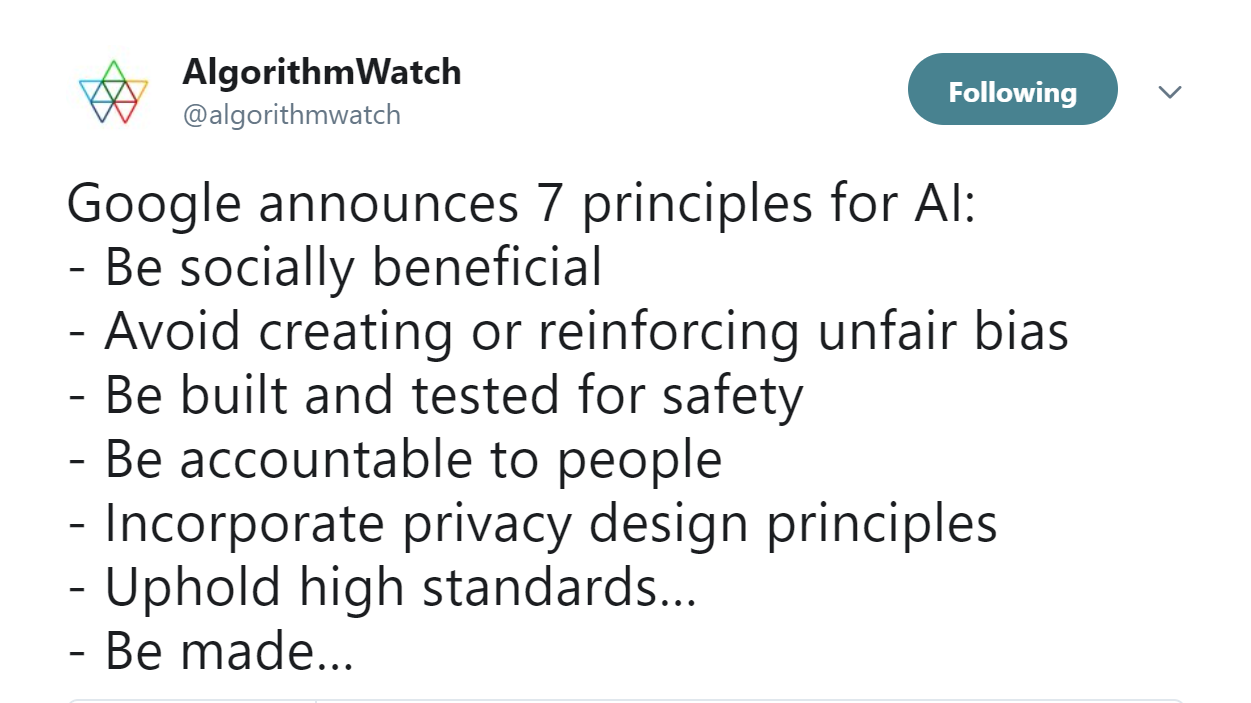 AlgorithmWatch
@algorithmwatch
Following
Google announces 7 principles for AI:
- Be socially beneficial
- Avoid creating or reinforcing unfair bias
- Be built and tested for safety
- Be accountable to people
- Incorporate privacy design principles
- Uphold high standards...
- Be made...